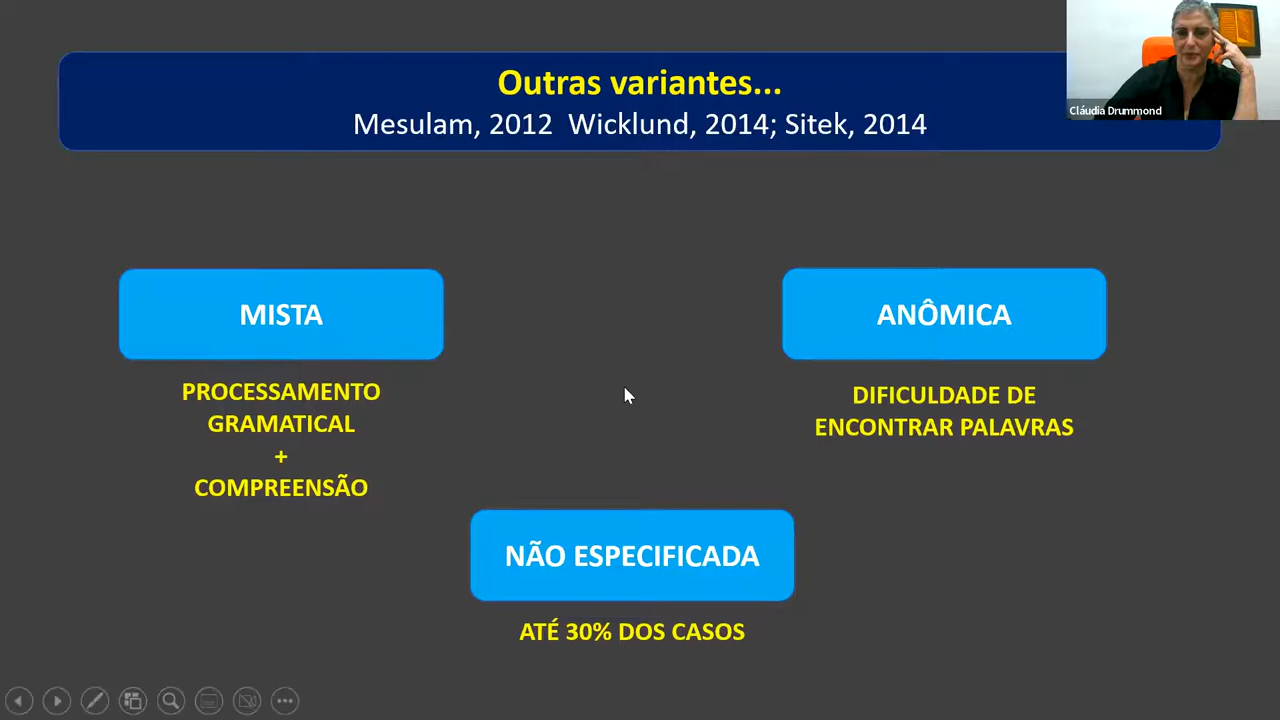 Outras variantes...
Mesulam, 2012 Wicklund, 2014; Sitek, 2014
Cláudia Drummond
MISTA
ANÔMICA
PROCESSAMENTO
GRAMATICAL
+
COMPREENSÃO
DIFICULDADE DE
ENCONTRAR PALAVRAS
NÃO ESPECIFICADA
ATÉ 30% DOS CASOS